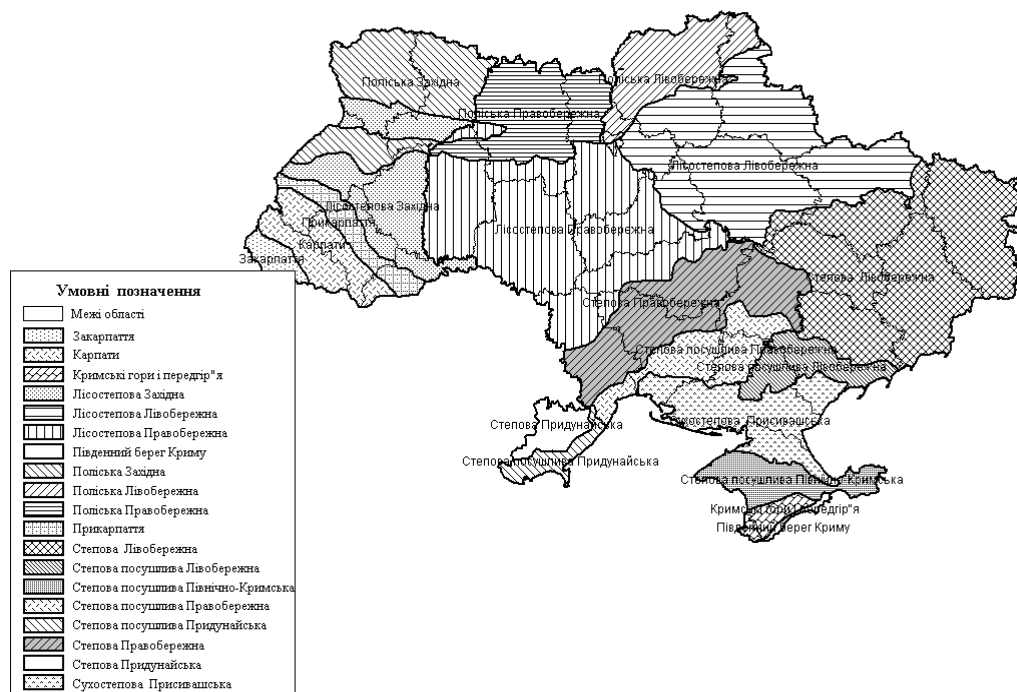 Поліська Західна
Поліська Лівобережна
Поліська Правобережна
Лісостепова Лівобережна
Лісостепова Західна
Прикарпаття
Лісостепова Правобережна
Карпати
Закарпаття
Степова Лівобережна
Степова Правобережна
Степова посушлива Правобережна
Степова посушлива Лівобережна
Степова Придунайська
Сухостепова Присивашська
Степова посушлива Придунайська
Степова посушлива Північно-Кримська
Кримські гори і передгір"я
Південний берег Криму
Умовні позначення
Межі області
Закарпаття
Карпати
Кримські гори і передгір"я
Лісостепова Західна
Лісостепова Лівобережна
Лісостепова Правобережна
Південний берег Криму
Поліська Західна
Поліська Лівобережна
Поліська Правобережна
Прикарпаття
Степова Лівобережна
Степова посушлива Лівобережна
Степова посушлива Північно-Кримська
Степова посушлива Правобережна
Степова посушлива Придунайська
Степова Правобережна
Степова Придунайська
Сухостепова Присивашська